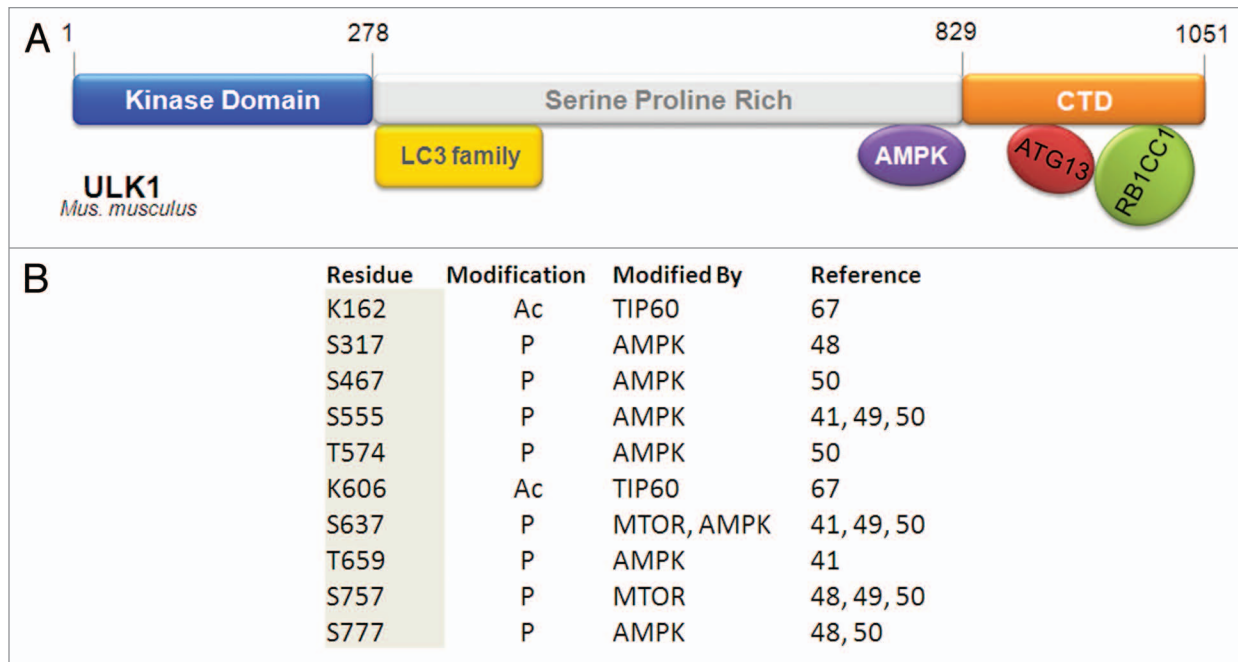 A
1 278 829 1051
Kinase Domain Serine Proline Rich CTD
LC3 family AMPK ATG13 RB1CC1
ULK1
Mus. musculus
B
Residue Modification Modified By Reference
K162 Ac TIP60 67
S317 P AMPK 48
S467 P AMPK 50
S555 P AMPK 41, 49, 50
T574 P AMPK 50
K606 Ac TIP60 67
S637 P MTOR, AMPK 41, 49, 50
T659 P AMPK 41
S757 P MTOR 48, 49, 50
S777 P AMPK 48, 50